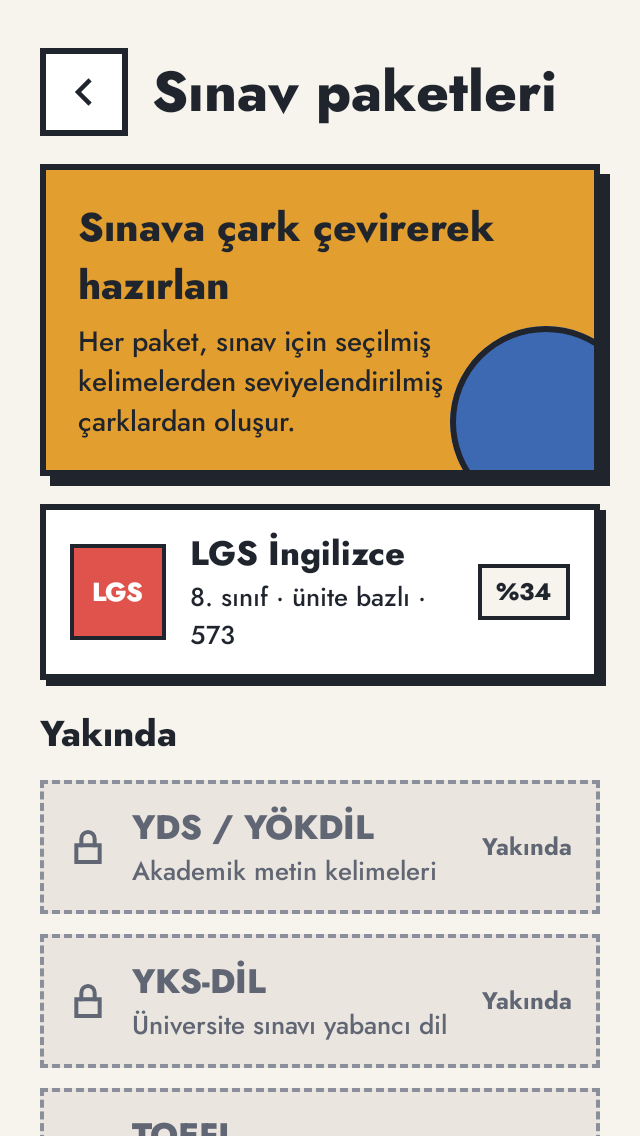 Sınav paketleri
Sınava çark çevirerek
hazırlan
Her paket, sınav için seçilmiş
kelimelerden seviyelendirilmiş
çarklardan oluşur.
LGS
LGS İngilizce
8. sınıf · ünite bazlı ·
573
%34
Yakında
YDS / YÖKDİL
Akademik metin kelimeleri
Yakında
YKS-DİL
Üniversite sınavı yabancı dil
Yakında
TOEFL